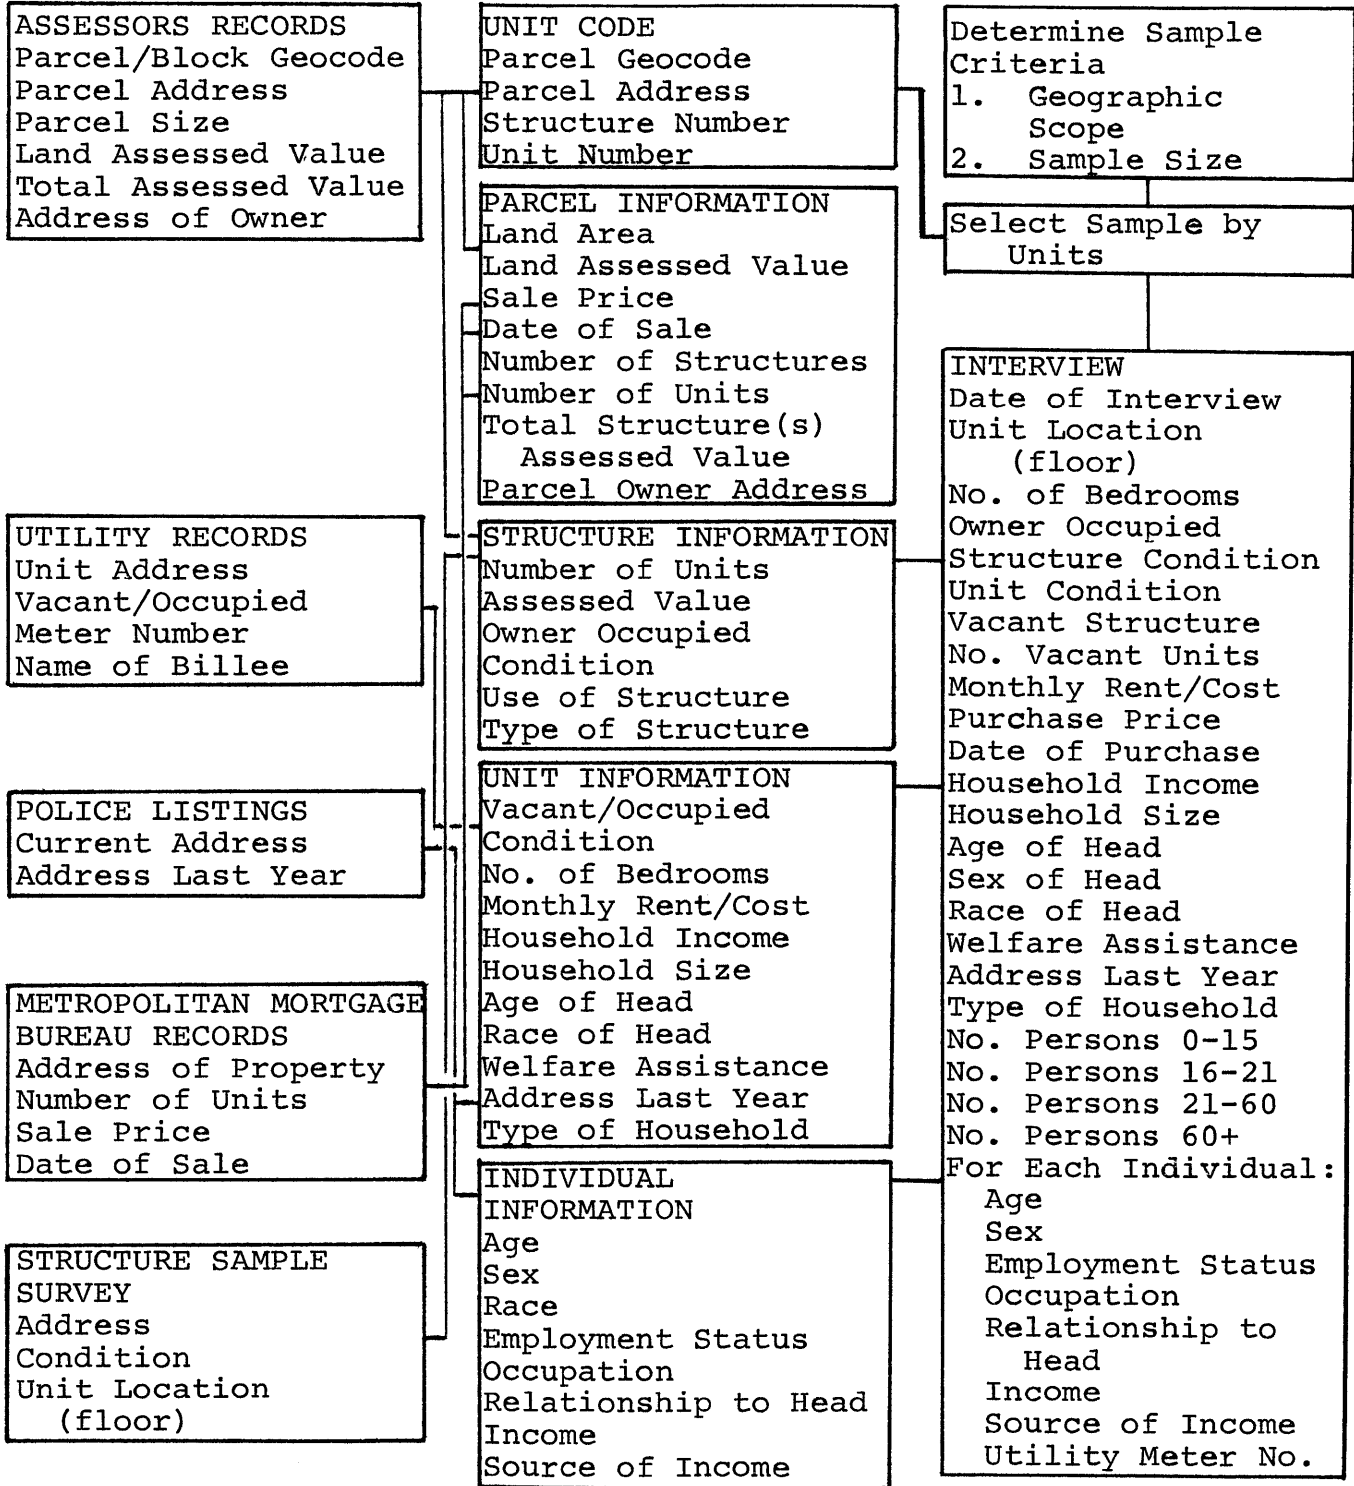 ASSESSORS RECORDS
Parcel/Block Geocode
Parcel Address
Parcel Size
Land Assessed Value
Total Assessed Value
Address of Owner
UTILITY RECORDS
Unit Address
Vacant/Occupied
Meter Number
Name of Billee
POLICE LISTINGS
Current Address
Address Last Year
METROPOLITAN MORTGAGE
BUREAU RECORDS
Address of Property
Number of Units
Sale Price
Date of Sale
STRUCTURE SAMPLE
SURVEY
Address
Condition
Unit Location
(floor)
UNIT CODE
Parcel Geocode
Parcel Address
Structure Number
Unit Number
PARCEL INFORMATION
Land Area
Land Assessed Value
Sale Price
Date of Sale
Number of Structures
Number of Units
Total Structure(s)
Assessed Value
Parcel Owner Address
STRUCTURE INFORMATION
Number of Units
Assessed Value
Owner Occupied
Condition
Use of Structure
Type of Structure
UNIT INFORMATION
Vacant/Occupied
Condition
No. of Bedrooms
Monthly Rent/Cost
Household Income
Household Size
Age of Head
Race of Head
Welfare Assistance
Address Last Year
Type of Household
INDIVIDUAL
INFORMATION
Age
Sex
Race
Employment Status
Occupation
Relationship to Head
Income
Source of Income
Determine Sample
Criteria
1. Geographic
Scope
2. Sample Size
Select Sample by
Units
INTERVIEW
Date of Interview
Unit Location
(floor)
No. of Bedrooms
Owner Occupied
Structure Condition
Unit Condition
Vacant Structure
No. Vacant Units
Monthly Rent/Cost
Purchase Price
Date of Purchase
Household Income
Household Size
Age of Head
Sex of Head
Race of Head
Welfare Assistance
Address Last Year
Type of Household
No. Persons 0-15
No. Persons 16-21
No. Persons 21-60
No. Persons 60+
For Each Individual:
Age
Sex
Employment Status
Occupation
Relationship to
Head
Income
Source of Income
Utility Meter No.